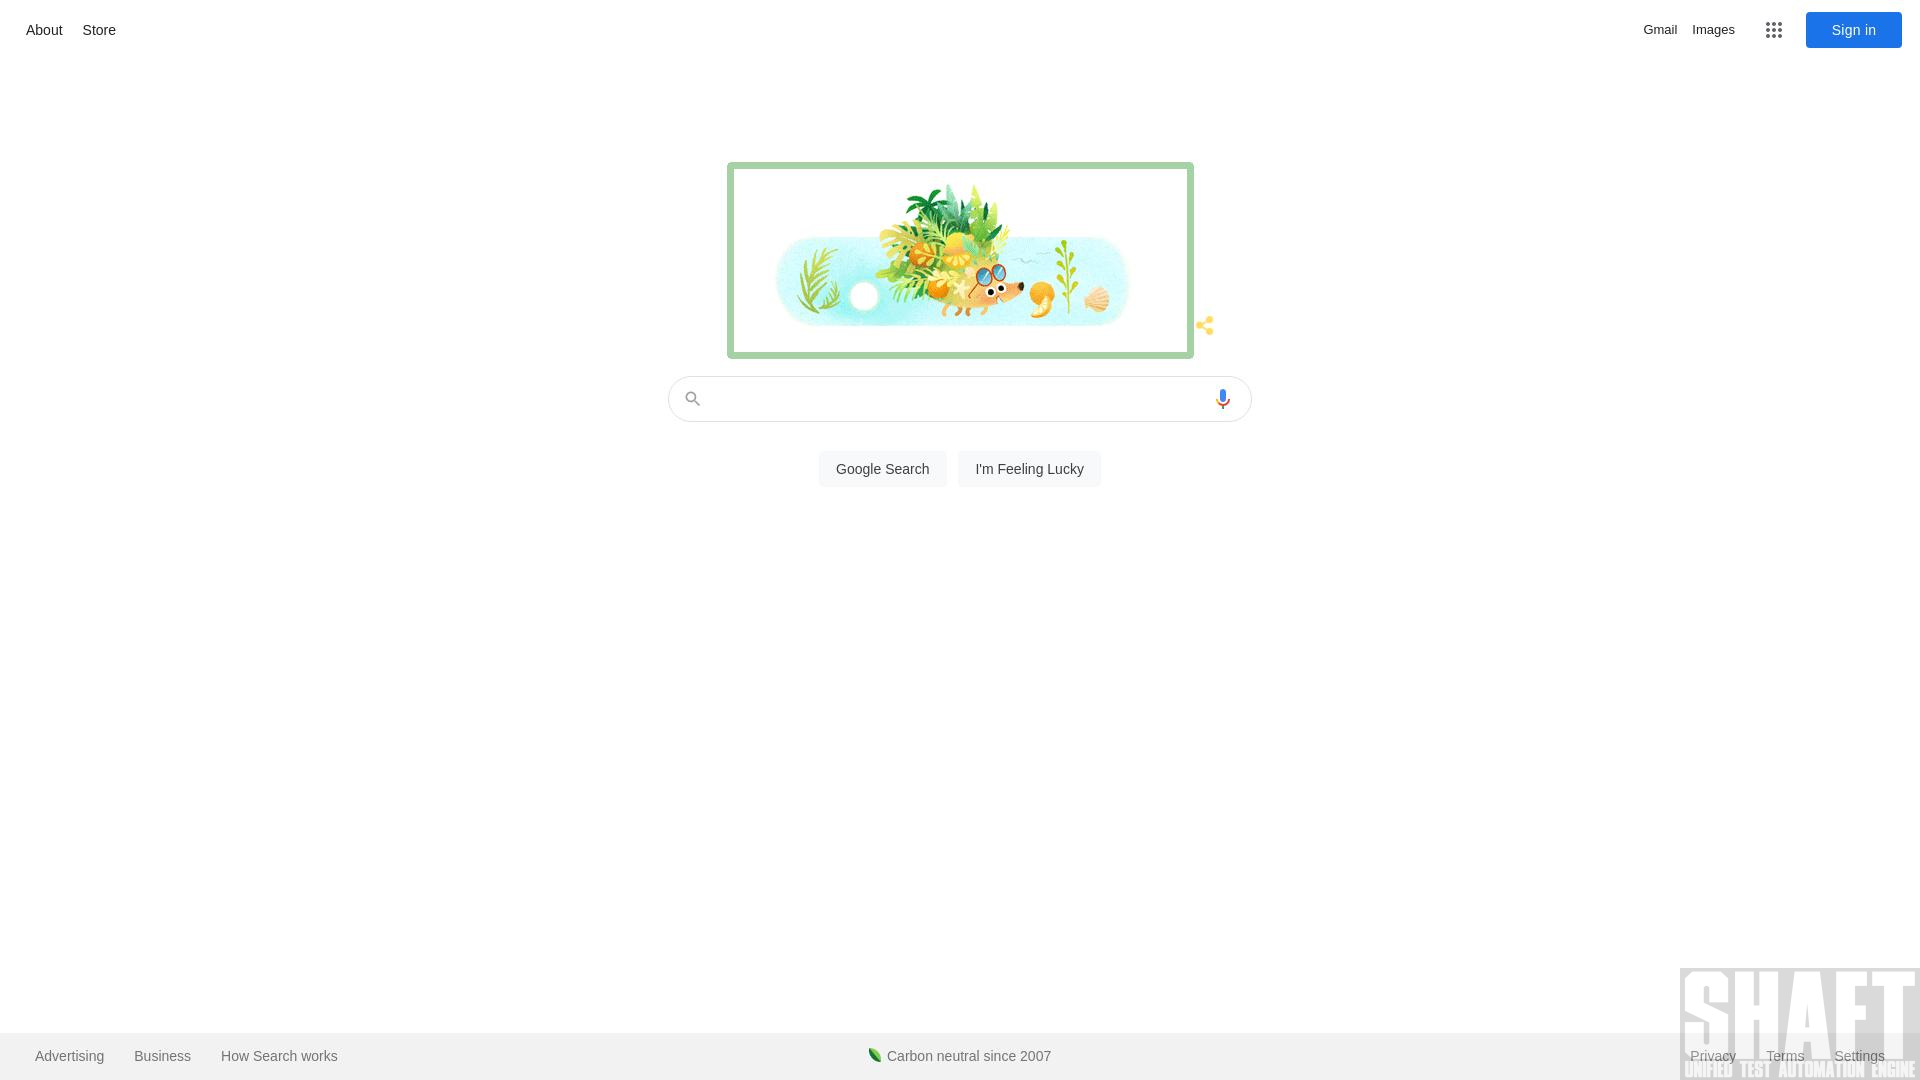 About Store
Gmail Images
Sign in
Google Search I'm Feeling Lucky
SHAFT
Advertising Business How Search works
Carbon neutral since 2007
Privacy Terms Settings
UNIFIED TEST AUTOMATION ENGINE